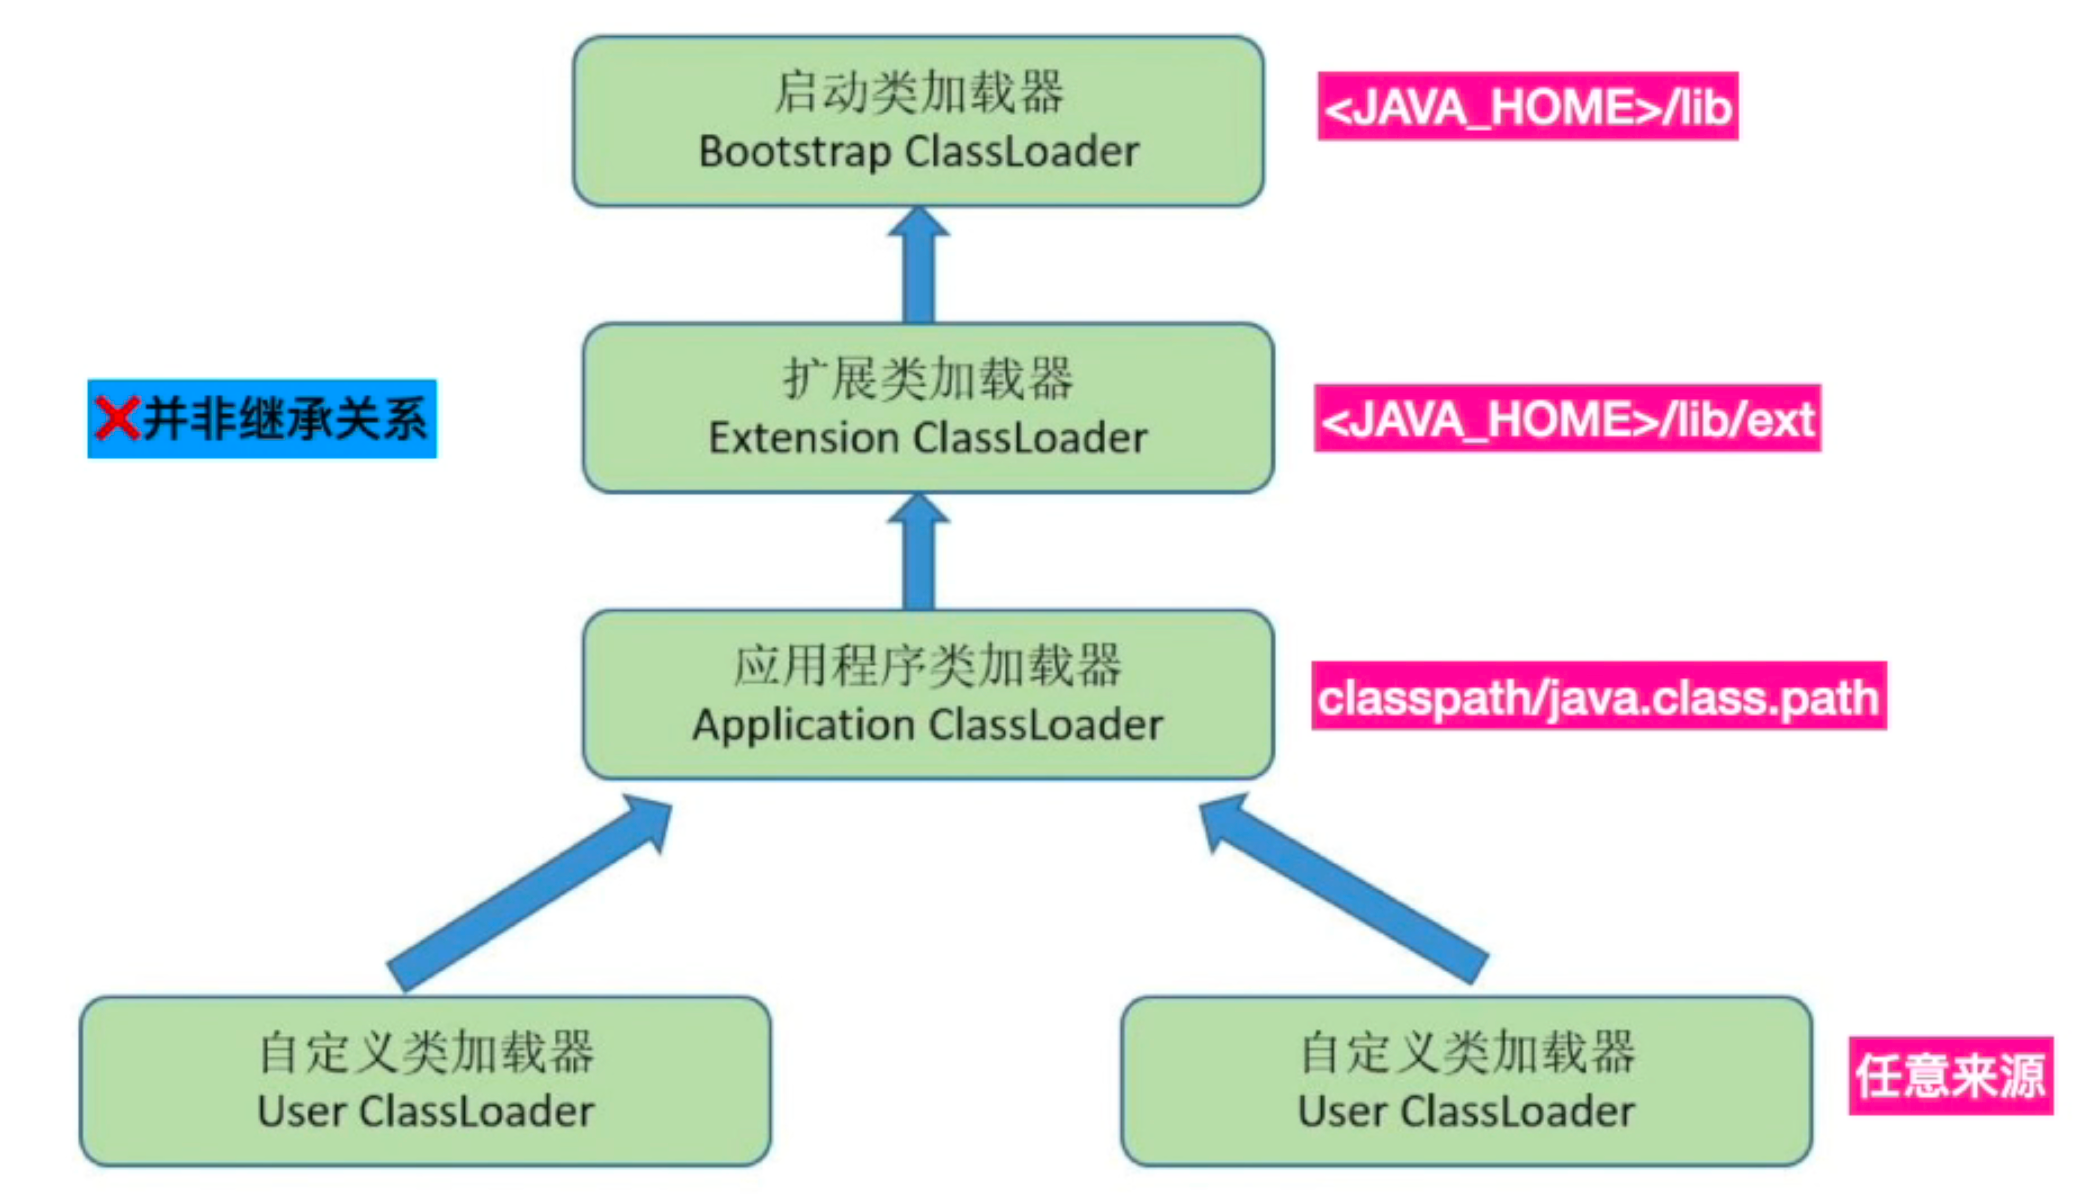 启动类加载器
Bootstrap ClassLoader
<JAVA_HOME>/lib
扩展类加载器
Extension ClassLoader
<JAVA_HOME>/lib/ext
❌并非继承关系
应用程序类加载器
Application ClassLoader
classpath/java.class.path
自定义类加载器
User ClassLoader
自定义类加载器
User ClassLoader
任意来源